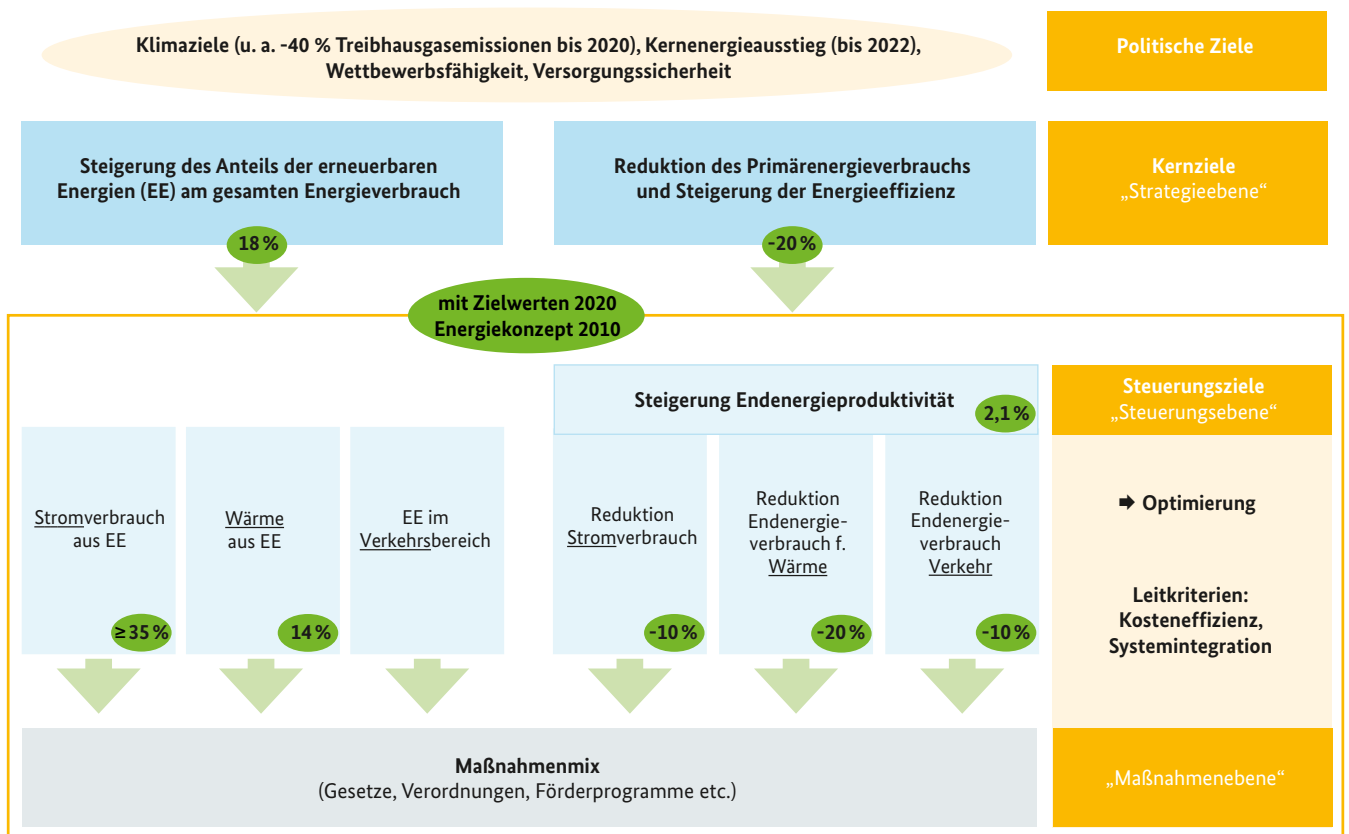 Klimaziele (u. a. -40 % Treibhausgasemissionen bis 2020), Kernenergieausstieg (bis 2022),
Wettbewerbsfähigkeit, Versorgungssicherheit
Politische Ziele
Steigerung des Anteils der erneuerbaren
Energien (EE) am gesamten Energieverbrauch
18 %
Reduktion des Primärenergieverbrauchs
und Steigerung der Energieeffizienz
-20 %
Kernziele
„Strategieebene“
mit Zielwerten 2020
Energiekonzept 2010
Steigerung Endenergieproduktivität
2,1 %
Steuerungsziele
„Steuerungsebene“
Stromverbrauch
aus EE
≥ 35 %
Wärme
aus EE
14 %
EE im
Verkehrsbereich
Reduktion
Stromverbrauch
-10 %
Reduktion
Endenergie-
verbrauch f.
Wärme
-20 %
Reduktion
Endenergie-
verbrauch
Verkehr
-10 %
➡ Optimierung
Leitkriterien:
Kosteneffizienz,
Systemintegration
Maßnahmenmix
(Gesetze, Verordnungen, Förderprogramme etc.)
„Maßnahmenebene“